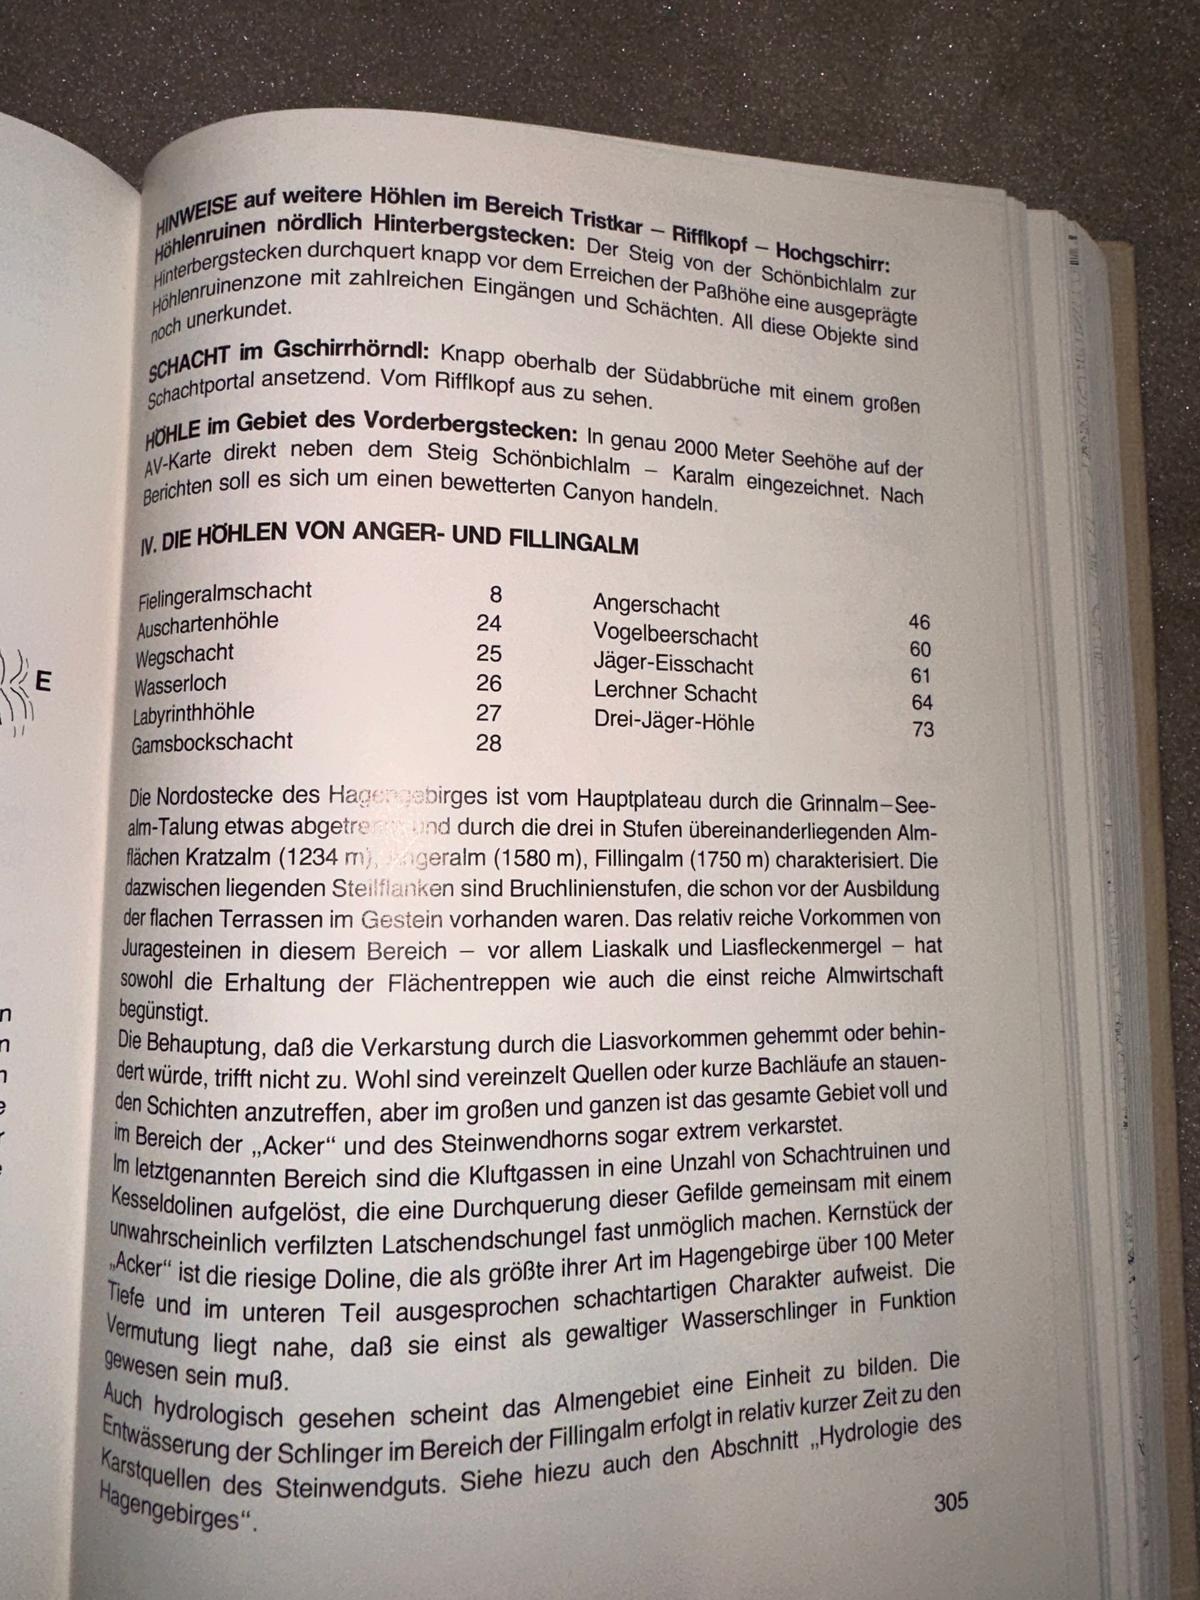 HINWEISE auf weitere Höhlen im Bereich Tristkar – Rifflkopf – Hochgschirr:
Höhlenruinen nördlich Hinterbergstecken: Der Steig von der Schönbichlalm zur
Hinterbergstecken durchquert knapp vor dem Erreichen der Paßhöhe eine ausgeprägte
Höhlenruinenzone mit zahlreichen Eingängen und Schächten. All diese Objekte sind
noch unerkundet.
SCHACHT im Gschirrhörndl: Knapp oberhalb der Südabbrüche mit einem großen
Schachtportal ansetzend. Vom Rifflkopf aus zu sehen.
HÖHLE im Gebiet des Vorderbergstecken: In genau 2000 Meter Seehöhe auf der
AV-Karte direkt neben dem Steig Schönbichlalm – Karalm eingezeichnet. Nach
Berichten soll es sich um einen bewetterten Canyon handeln.
IV. DIE HÖHLEN VON ANGER- UND FILLINGALM
Fielingeralmschacht 8
Auschartenhöhle 24
Wegschacht 25
Wasserloch 26
Labyrinthhöhle 27
Gamsbockschacht 28
Angerschacht 46
Vogelbeerschacht 60
Jäger-Eisschacht 61
Lerchner Schacht 64
Drei-Jäger-Höhle 73
Die Nordostecke des Hagengebirges ist vom Hauptplateau durch die Grinnalm–See-
alm-Talung etwas abgetrennt und durch die drei in Stufen übereinanderliegenden Alm-
flächen Kratzalm (1234 m), Angeralm (1580 m), Fillingalm (1750 m) charakterisiert. Die
dazwischen liegenden Steilflanken sind Bruchlinienstufen, die schon vor der Ausbildung
der flachen Terrassen im Gestein vorhanden waren. Das relativ reiche Vorkommen von
Juragesteinen in diesem Bereich – vor allem Liaskalk und Liasfleckenmergel – hat
sowohl die Erhaltung der Flächentreppen wie auch die einst reiche Almwirtschaft
begünstigt.
Die Behauptung, daß die Verkarstung durch die Liasvorkommen gehemmt oder behin-
dert würde, trifft nicht zu. Wohl sind vereinzelt Quellen oder kurze Bachläufe an stauen-
den Schichten anzutreffen, aber im großen und ganzen ist das gesamte Gebiet voll und
im Bereich der „Acker“ und des Steinwendhorns sogar extrem verkarstet.
Im letztgenannten Bereich sind die Kluftgassen in eine Unzahl von Schachtruinen und
Kesseldolinen aufgelöst, die eine Durchquerung dieser Gefilde gemeinsam mit einem
unwahrscheinlich verfilzten Latschendschungel fast unmöglich machen. Kernstück der
„Acker“ ist die riesige Doline, die als größte ihrer Art im Hagengebirge über 100 Meter
Tiefe und im unteren Teil ausgesprochen schachtartigen Charakter aufweist. Die
Vermutung liegt nahe, daß sie einst als gewaltiger Wasserschlinger in Funktion
gewesen sein muß.
Auch hydrologisch gesehen scheint das Almengebiet eine Einheit zu bilden. Die
Entwässerung der Schlinger im Bereich der Fillingalm erfolgt in relativ kurzer Zeit zu den
Karstquellen des Steinwendguts. Siehe hiezu auch den Abschnitt „Hydrologie des
Hagengebirges“.
305
E